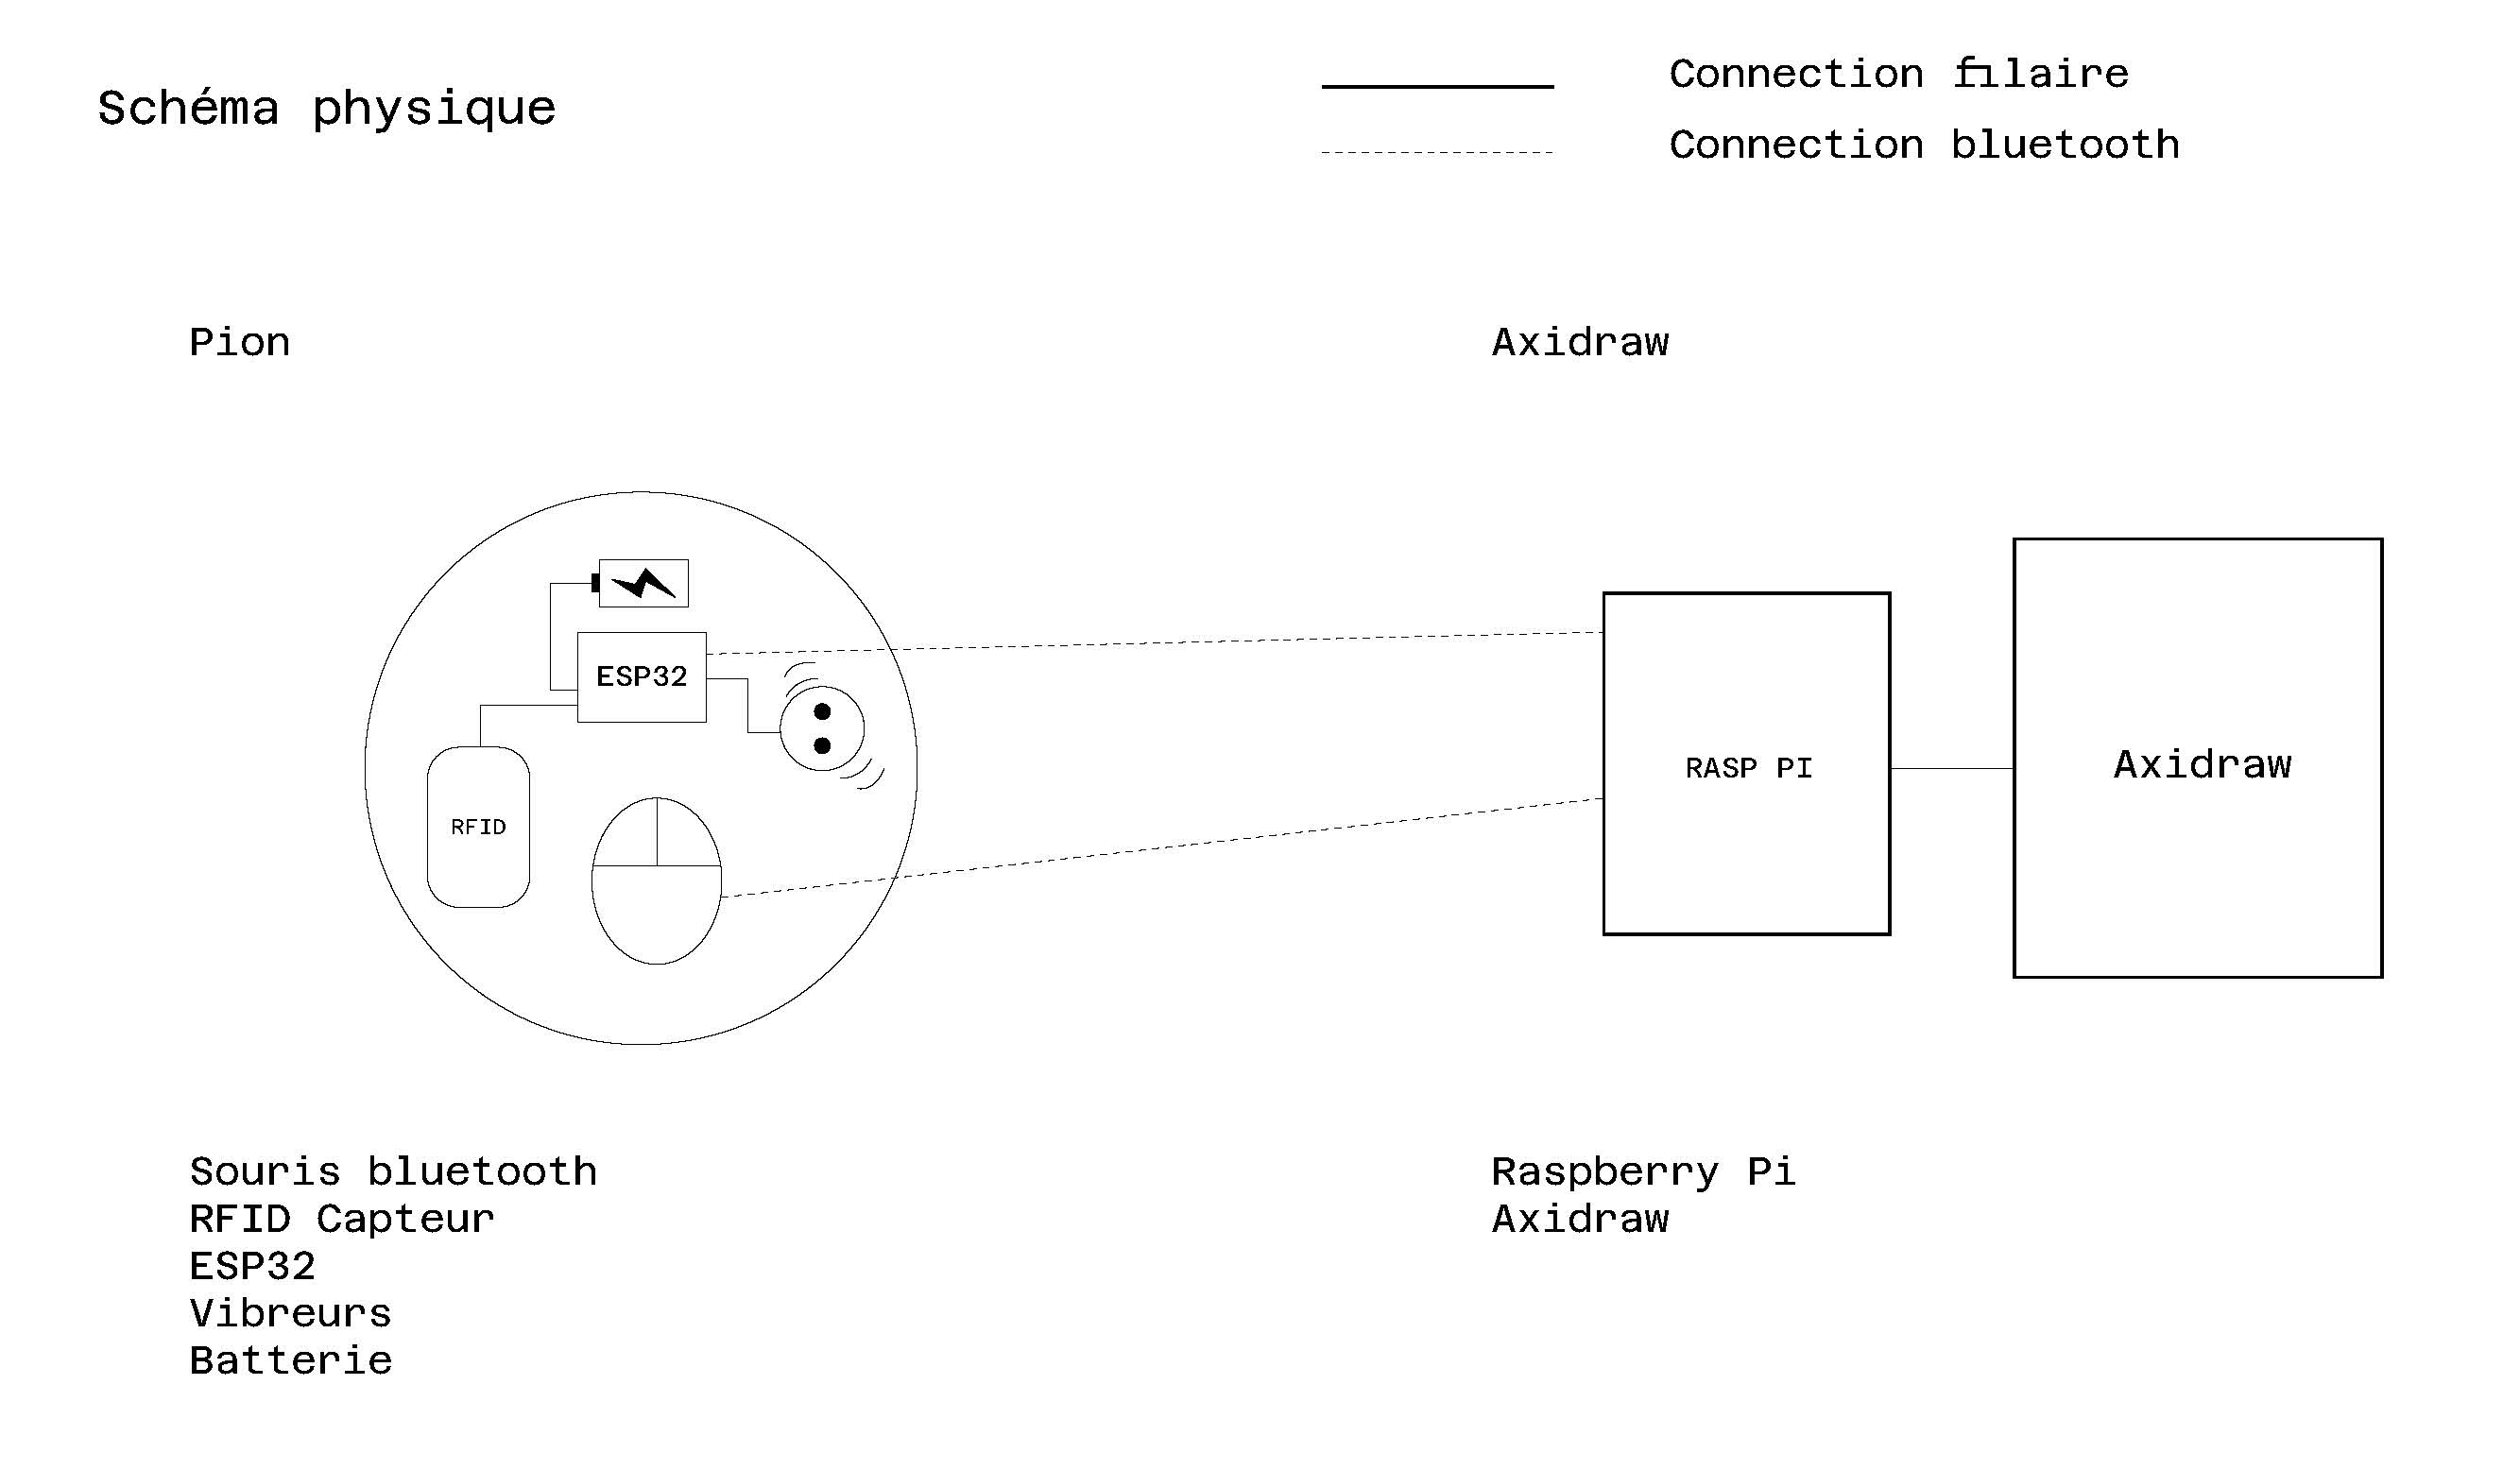 Schéma physique
Connection filaire
Connection bluetooth
Pion
Axidraw
ESP32
RFID
RASP PI
Axidraw
Souris bluetooth
RFID Capteur
ESP32
Vibreurs
Batterie
Raspberry Pi
Axidraw